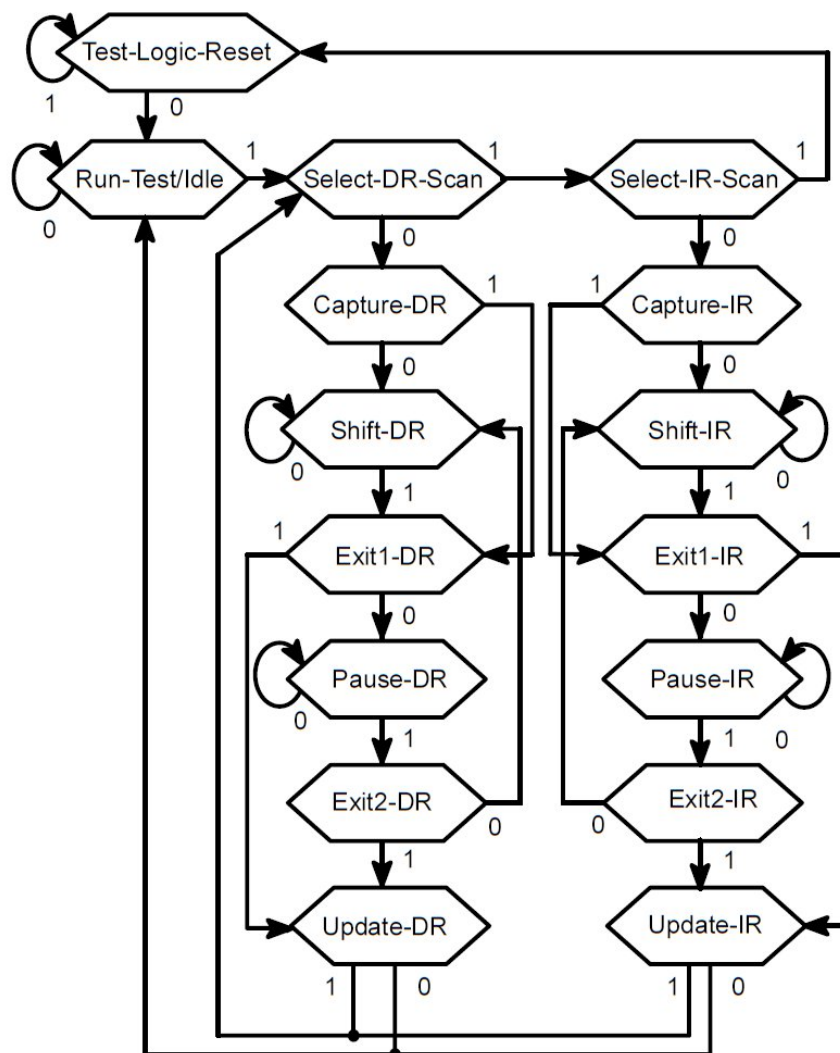 Test-Logic-Reset
1 0
Run-Test/Idle 1 Select-DR-Scan 1 Select-IR-Scan 1
0 0 0
Capture-DR 1 1 Capture-IR
0 0
Shift-DR Shift-IR
0 1 1 0
1 Exit1-DR Exit1-IR 1
0 0
Pause-DR Pause-IR
0 1 1 0
Exit2-DR 0 0 Exit2-IR
1 1
Update-DR Update-IR
1 0 1 0